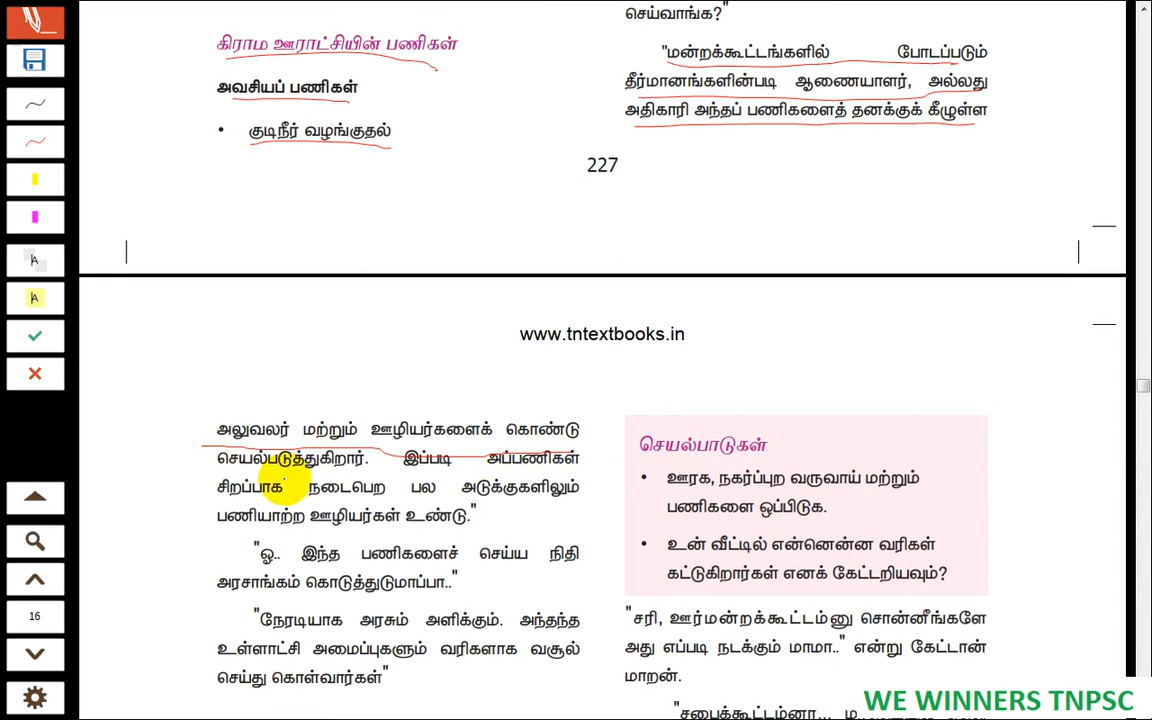 கிராம ஊராட்சியின் பணிகள்
அவசியப் பணிகள்
• குடிநீர் வழங்குதல்
செய்வாங்க?"
"மன்றக்கூட்டங்களில் போடப்படும்
தீர்மானங்களின்படி ஆணையாளர், அல்லது
அதிகாரி அந்தப் பணிகளைத் தனக்குக் கீழுள்ள
227
www.tntextbooks.in
அலுவலர் மற்றும் ஊழியர்களைக் கொண்டு
செயல்படுத்துகிறார். இப்படி அப்பணிகள்
சிறப்பாக நடைபெற பல அடுக்குகளிலும்
பணியாற்ற ஊழியர்கள் உண்டு."
"ஓ.. இந்த பணிகளைச் செய்ய நிதி
அரசாங்கம் கொடுத்துடுமாப்பா.."
"நேரடியாக அரசும் அளிக்கும். அந்தந்த
உள்ளாட்சி அமைப்புகளும் வரிகளாக வசூல்
செய்து கொள்வார்கள்"
செயல்பாடுகள்
• ஊரக, நகர்ப்புற வருவாய் மற்றும்
பணிகளை ஒப்பிடுக.
• உன் வீட்டில் என்னென்ன வரிகள்
கட்டுகிறார்கள் எனக் கேட்டறியவும்?
"சரி, ஊர்மன்றக்கூட்டம்னு சொன்னீங்களே
அது எப்படி நடக்கும் மாமா.." என்று கேட்டான்
மாறன்.
"சபைக்கூட்டம்னா...
16
WE WINNERS TNPSC